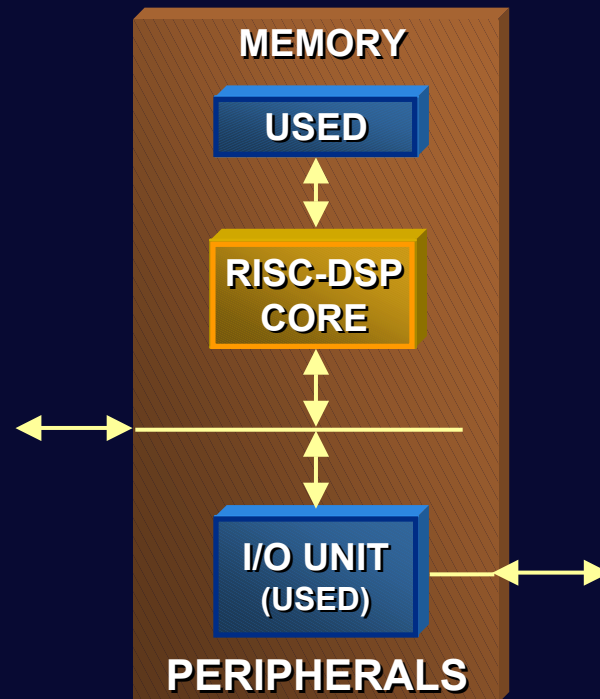 MEMORY
USED
RISC-DSP
CORE
I/O UNIT
(USED)
PERIPHERALS